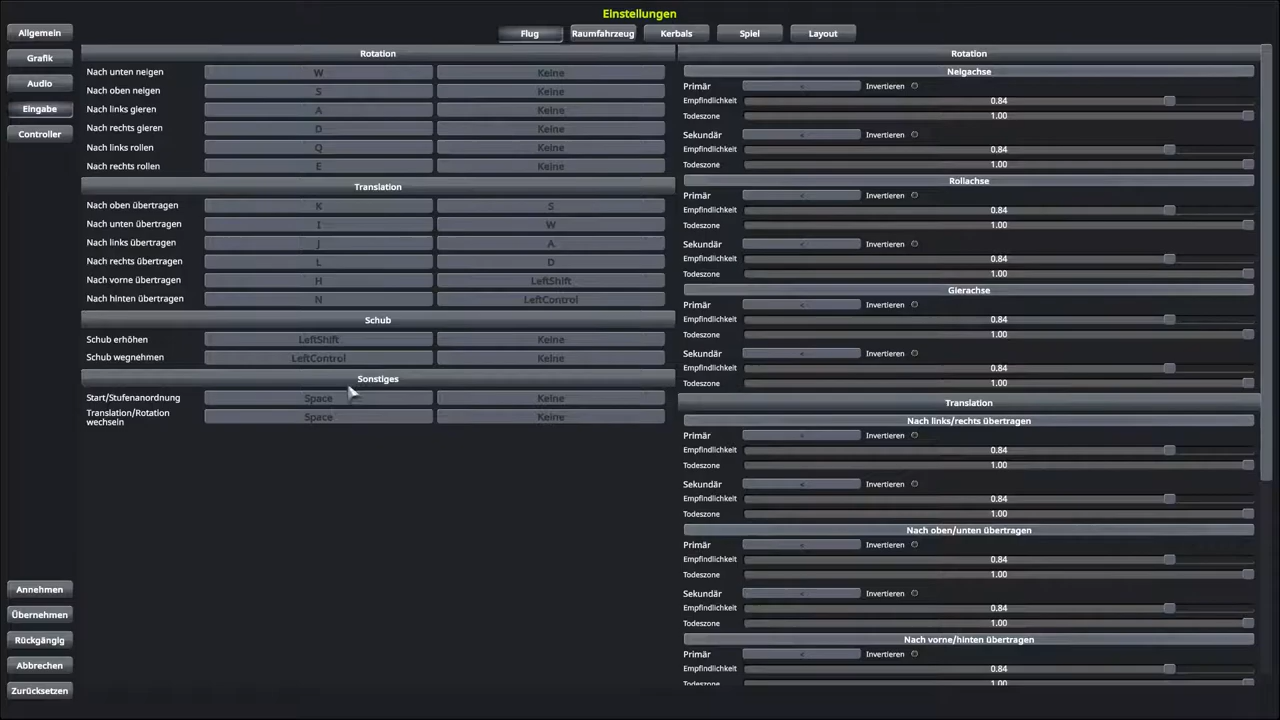 Einstellungen
Allgemein
Grafik
Audio
Eingabe
Controller
Flug Raumfahrzeug Kerbals Spiel Layout
Rotation
Nach unten neigen W Keine
Nach oben neigen S Keine
Nach links gieren A Keine
Nach rechts gieren D Keine
Nach links rollen Q Keine
Nach rechts rollen E Keine
Translation
Nach oben übertragen K S
Nach unten übertragen I W
Nach links übertragen J A
Nach rechts übertragen L D
Nach vorne übertragen H LeftShift
Nach hinten übertragen N LeftControl
Schub
Schub erhöhen LeftShift Keine
Schub wegnehmen LeftControl Keine
Sonstiges
Start/Stufenanordnung Space Keine
Translation/Rotation
wechseln Space Keine
Rotation
Neigachse
Primär < Invertieren
Empfindlichkeit 0.84
Todeszone 1.00
Sekundär < Invertieren
Empfindlichkeit 0.84
Todeszone 1.00
Rollachse
Primär < Invertieren
Empfindlichkeit 0.84
Todeszone 1.00
Sekundär < Invertieren
Empfindlichkeit 0.84
Todeszone 1.00
Gierachse
Primär < Invertieren
Empfindlichkeit 0.84
Todeszone 1.00
Sekundär < Invertieren
Empfindlichkeit 0.84
Todeszone 1.00
Translation
Nach links/rechts übertragen
Primär < Invertieren
Empfindlichkeit 0.84
Todeszone 1.00
Sekundär < Invertieren
Empfindlichkeit 0.84
Todeszone 1.00
Nach oben/unten übertragen
Primär < Invertieren
Empfindlichkeit 0.84
Todeszone 1.00
Sekundär < Invertieren
Empfindlichkeit 0.84
Todeszone 1.00
Nach vorne/hinten übertragen
Primär < Invertieren
Empfindlichkeit 0.84
Todeszone 1.00
Annehmen
Übernehmen
Rückgängig
Abbrechen
Zurücksetzen